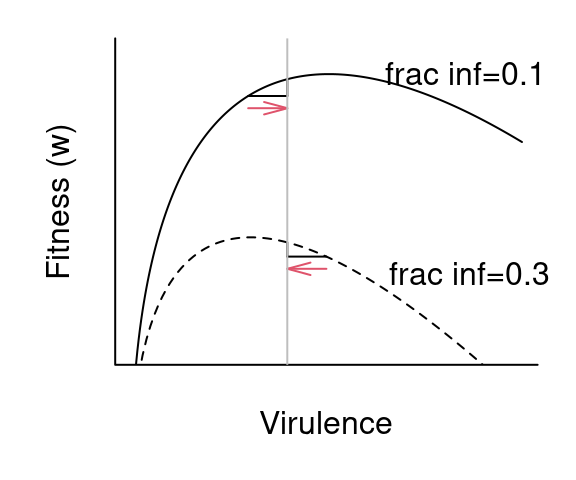 frac inf=0.1
Fitness (w)
frac inf=0.3
Virulence